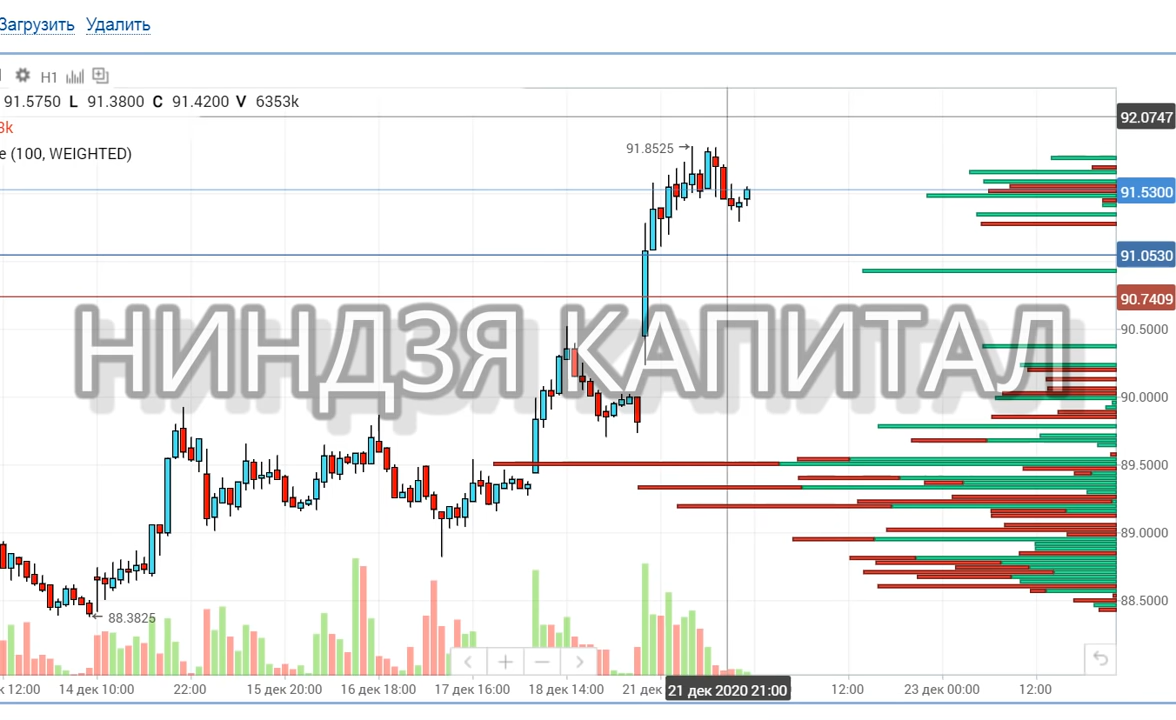 Загрузить Удалить
H1
91.5750 L 91.3800 C 91.4200 V 6353k
3k
e (100, WEIGHTED)
92.0747
91.8525
91.5300
91.0530
90.7409
НИНДЗЯ КАПИТАЛ
90.5000
90.0000
89.5000
89.0000
88.5000
88.3825
к 12:00 14 дек 10:00 22:00 15 дек 20:00 16 дек 18:00 17 дек 16:00 18 дек 14:00 21 дек 21 дек 2020 21:00 12:00 23 дек 00:00 12:00